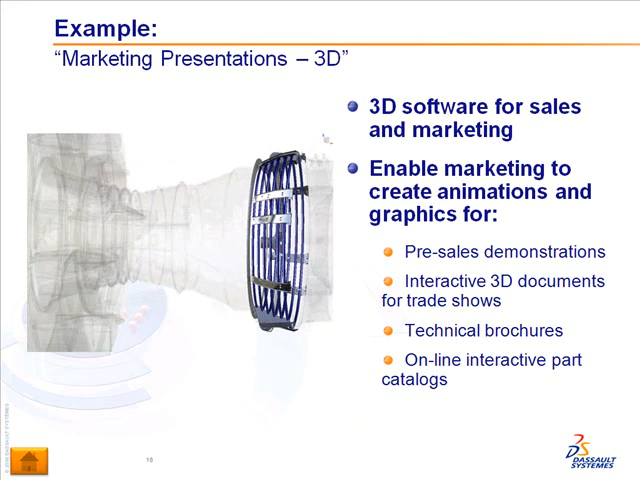 Example:
“Marketing Presentations – 3D”
3D software for sales
and marketing
Enable marketing to
create animations and
graphics for:
Pre-sales demonstrations
Interactive 3D documents
for trade shows
Technical brochures
On-line interactive part
catalogs
DASSAULT
SYSTEMES